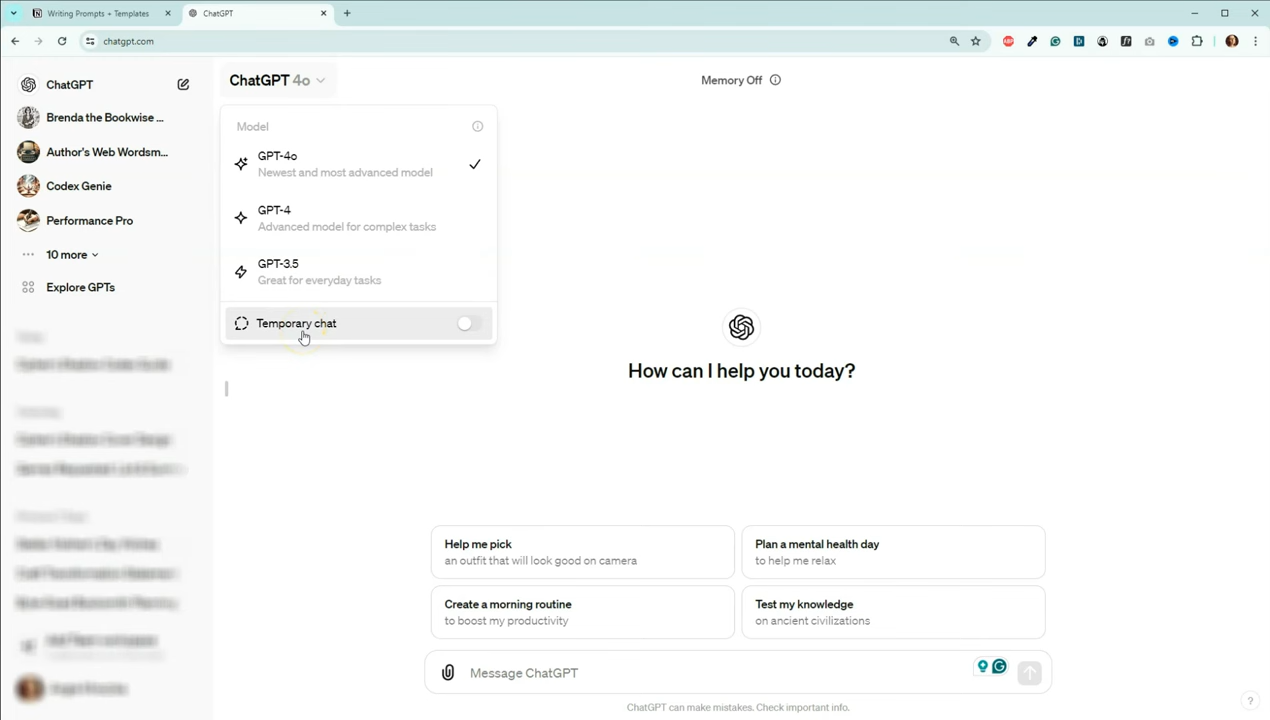 Writing Prompts + Templates
ChatGPT
chatgpt.com
ChatGPT
Brenda the Bookwise ...
Author's Web Wordsm...
Codex Genie
Performance Pro
10 more
Explore GPTs
ChatGPT 4o
Memory Off
Model
GPT-4o
Newest and most advanced model
GPT-4
Advanced model for complex tasks
GPT-3.5
Great for everyday tasks
Temporary chat
How can I help you today?
Help me pick
an outfit that will look good on camera
Plan a mental health day
to help me relax
Create a morning routine
to boost my productivity
Test my knowledge
on ancient civilizations
Message ChatGPT
ChatGPT can make mistakes. Check important info.
?